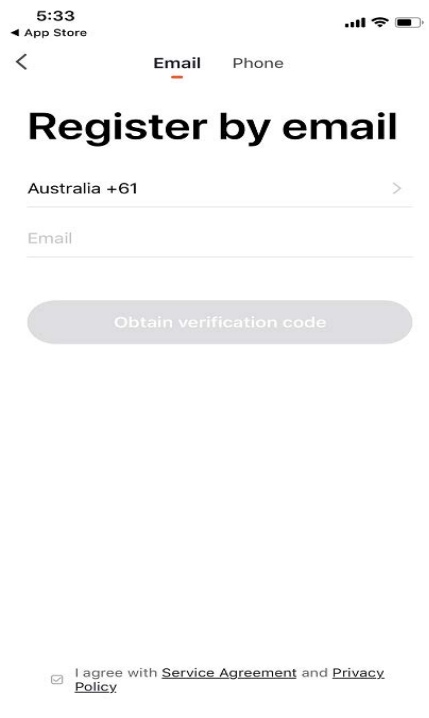 5:33
◀ App Store
Email Phone
Register by email
Australia +61
Email
Obtain verification code
I agree with Service Agreement and Privacy
Policy